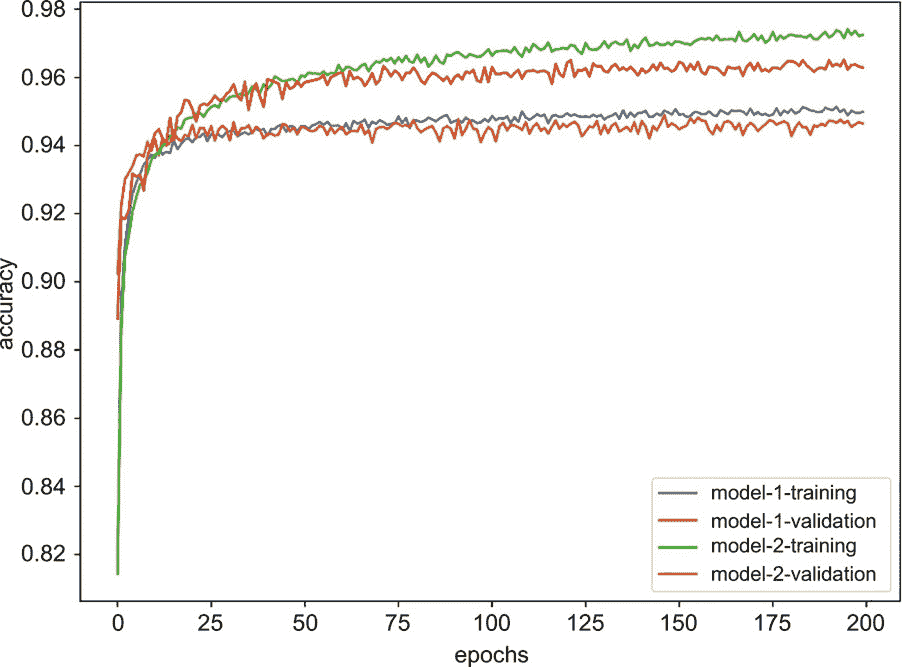 0.98
0.96
0.94
0.92
0.90
0.88
0.86
0.84
0.82
accuracy
model-1-training
model-1-validation
model-2-training
model-2-validation
0 25 50 75 100 125 150 175 200
epochs